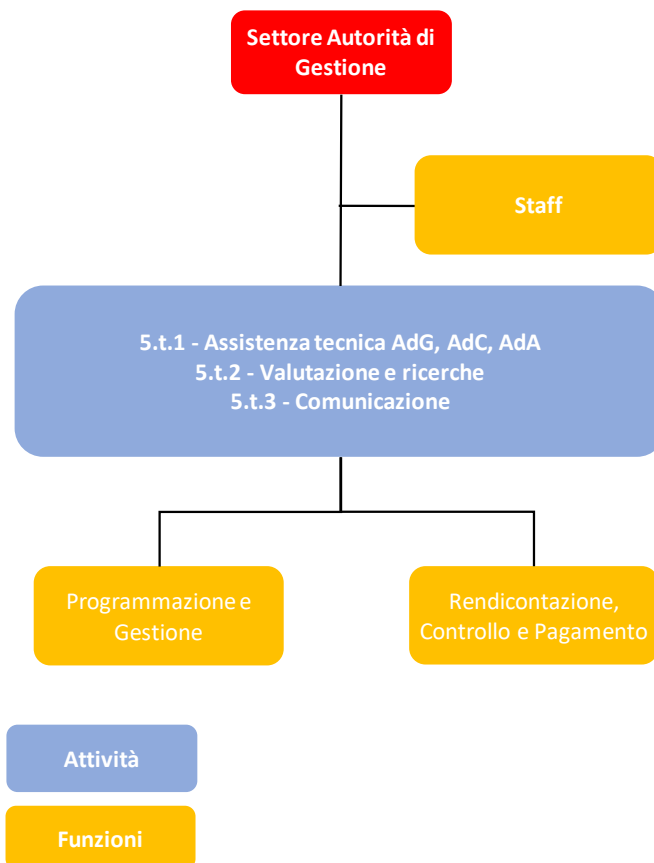 Settore Autorità di
Gestione
Staff
5.t.1 - Assistenza tecnica AdG, AdC, AdA
5.t.2 - Valutazione e ricerche
5.t.3 - Comunicazione
Programmazione e
Gestione
Rendicontazione,
Controllo e Pagamento
Attività
Funzioni